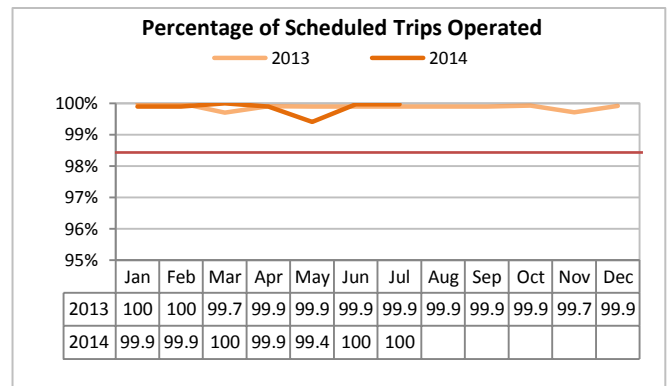 Percentage of Scheduled Trips Operated
2013 2014
100%
99%
98%
97%
96%
95%
Jan Feb Mar Apr May Jun Jul Aug Sep Oct Nov Dec
2013 100 100 99.7 99.9 99.9 99.9 99.9 99.9 99.9 99.9 99.7 99.9
2014 99.9 99.9 100 99.9 99.4 100 100